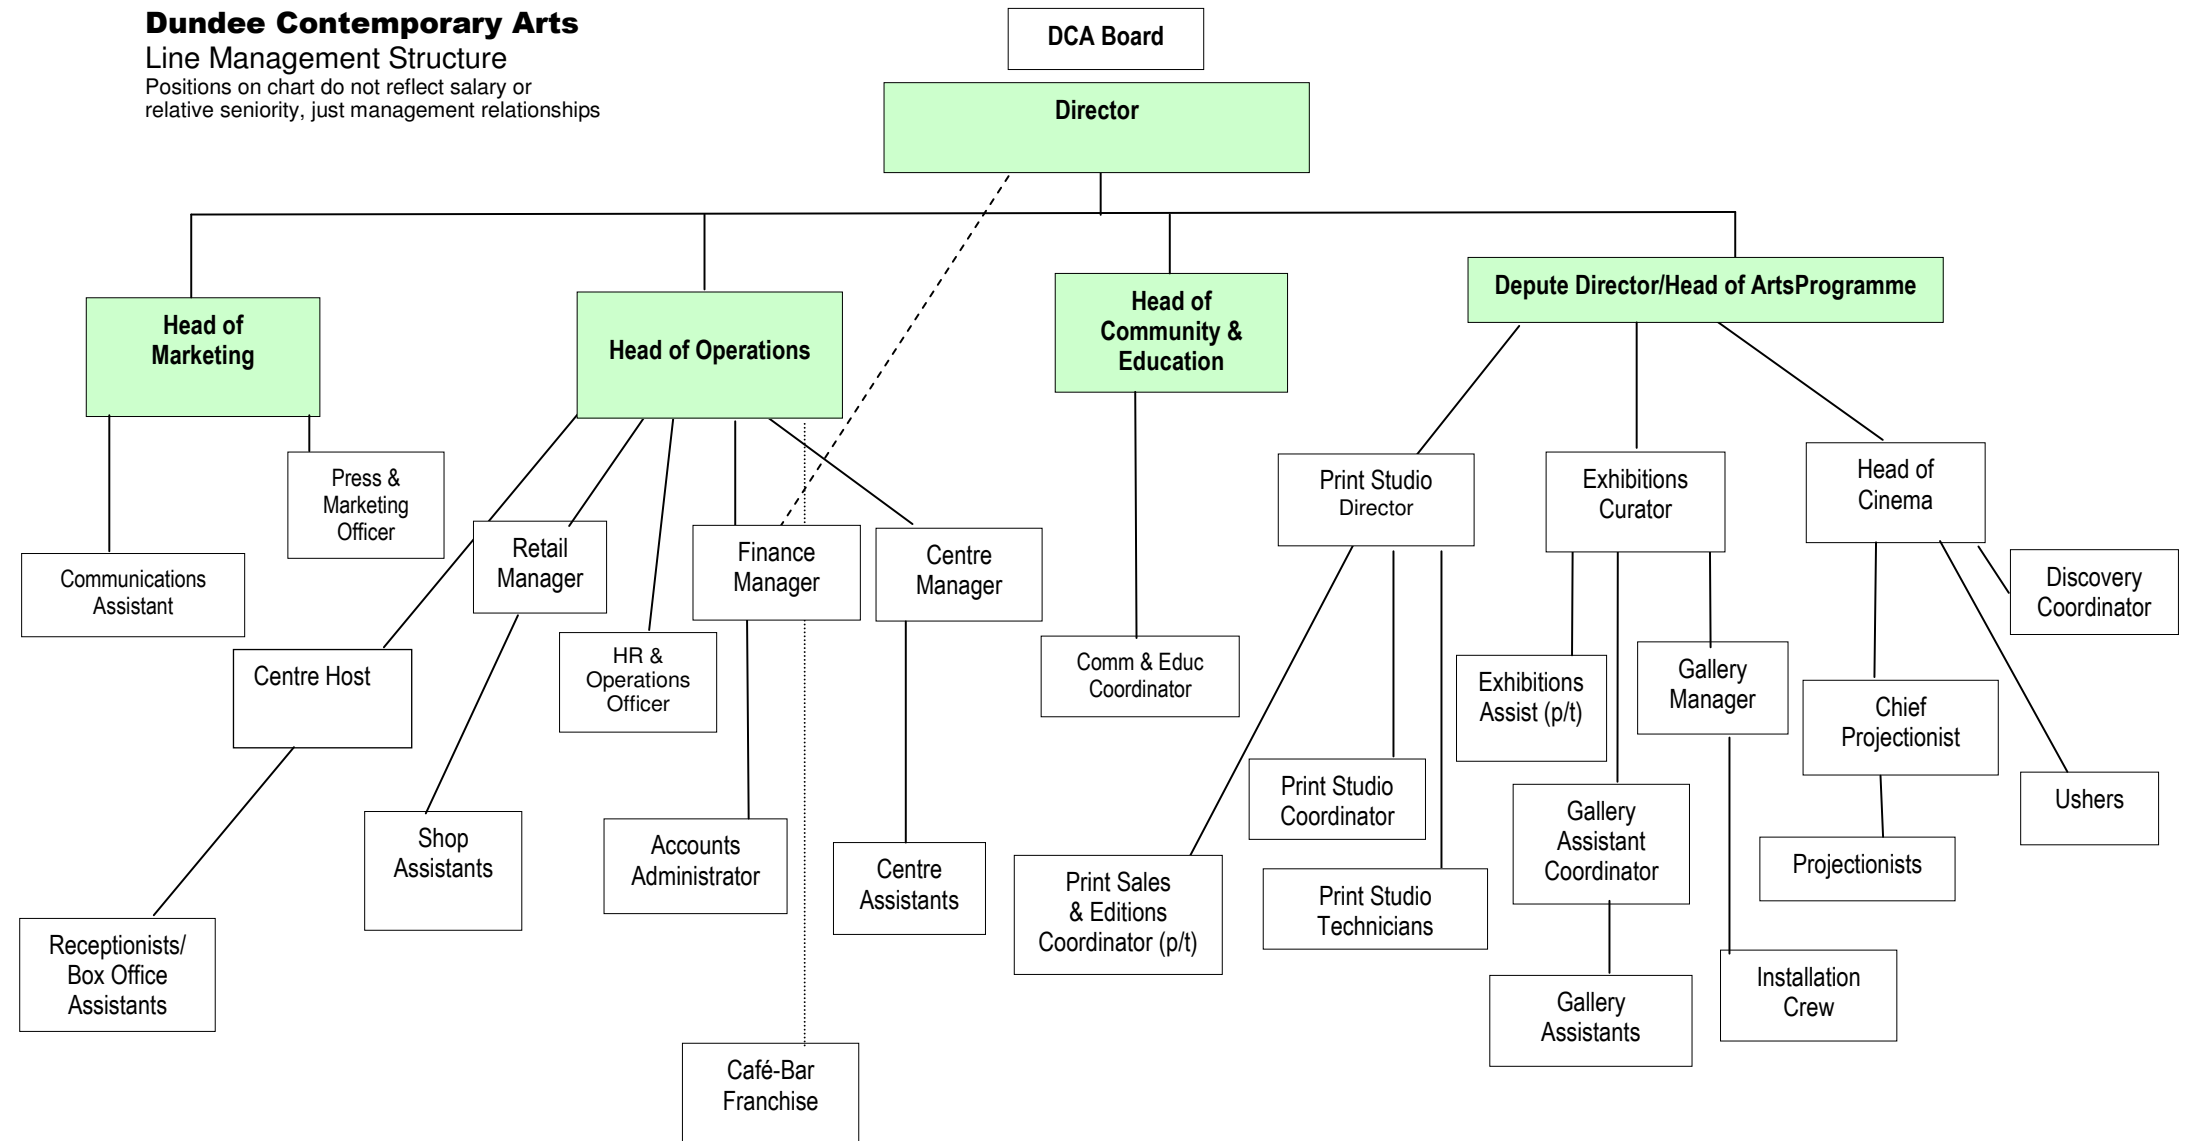 Dundee Contemporary Arts
Line Management Structure
Positions on chart do not reflect salary or
relative seniority, just management relationships
DCA Board
Director
Head of
Marketing
Head of Operations
Head of
Community &
Education
Depute Director/Head of ArtsProgramme
Press &
Marketing
Officer
Communications
Assistant
Retail
Manager
Finance
Manager
Centre
Manager
Print Studio
Director
Exhibitions
Curator
Head of
Cinema
Discovery
Coordinator
Centre Host
HR &
Operations
Officer
Comm & Educ
Coordinator
Exhibitions
Assist (p/t)
Gallery
Manager
Chief
Projectionist
Ushers
Print Studio
Coordinator
Shop
Assistants
Accounts
Administrator
Centre
Assistants
Print Sales
& Editions
Coordinator (p/t)
Print Studio
Technicians
Gallery
Assistant
Coordinator
Projectionists
Receptionists/
Box Office
Assistants
Gallery
Assistants
Installation
Crew
Café-Bar
Franchise